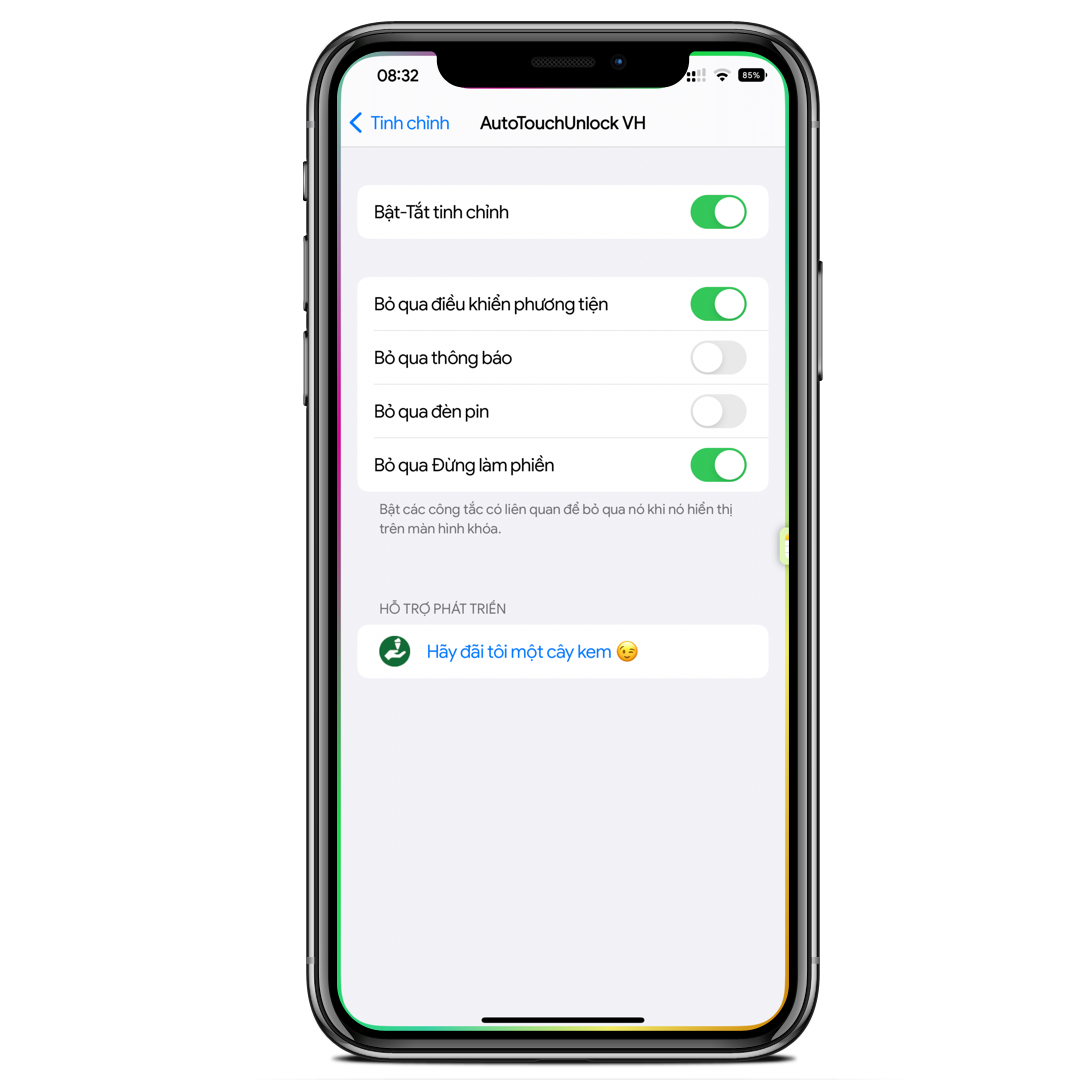 08:32
85%
Tinh chỉnh
AutoTouchUnlock VH
Bật-Tắt tinh chỉnh
Bỏ qua điều khiển phương tiện
Bỏ qua thông báo
Bỏ qua đèn pin
Bỏ qua Đừng làm phiền
Bật các công tắc có liên quan để bỏ qua nó khi nó hiển thị
trên màn hình khóa.
HỖ TRỢ PHÁT TRIỂN
Hãy đãi tôi một cây kem 😉